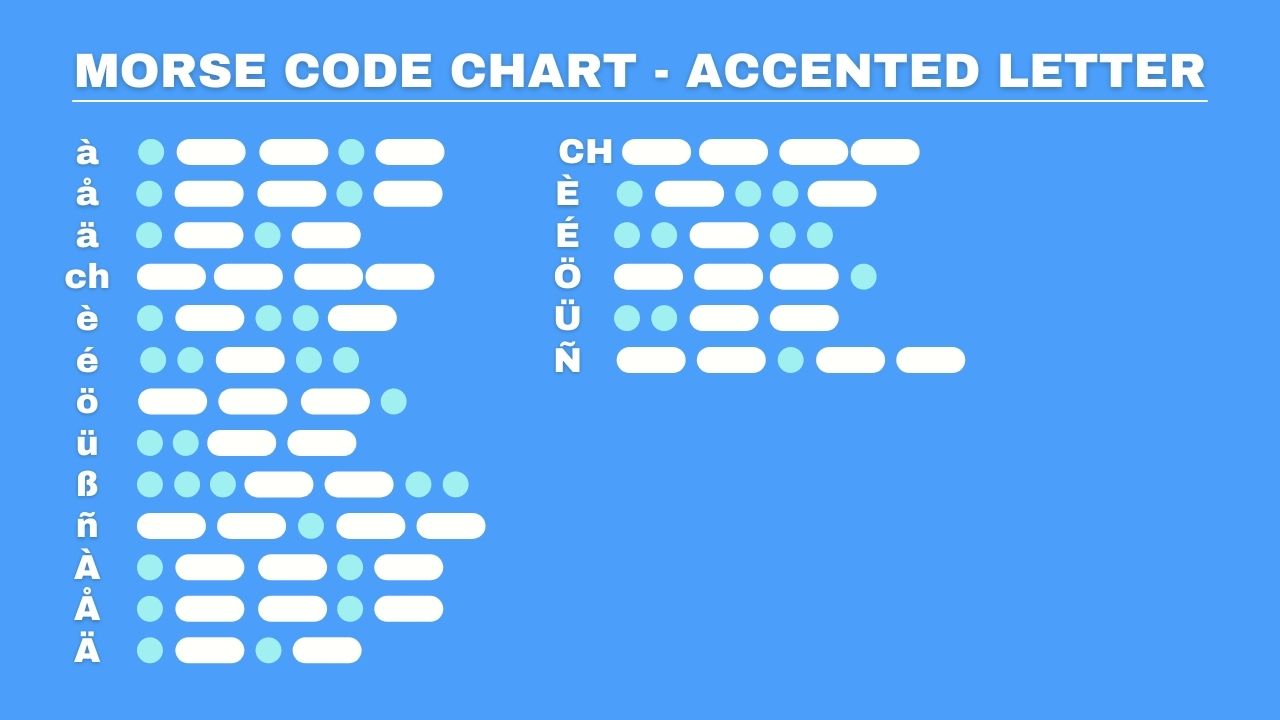 MORSE CODE CHART - ACCENTED LETTER
à
å
ä
ch
è
é
ö
ü
ß
ñ
À
Å
Ä
CH
È
É
Ö
Ü
Ñ